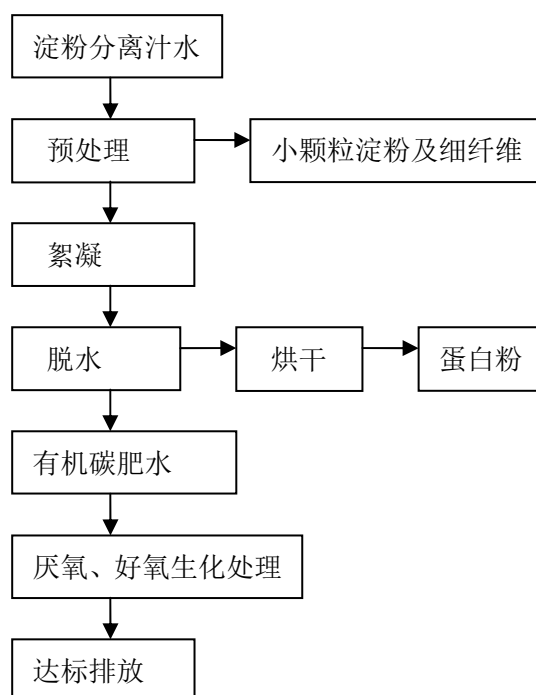 淀粉分离汁水
预处理
小颗粒淀粉及细纤维
絮凝
脱水
烘干
蛋白粉
有机碳肥水
厌氧、好氧生化处理
达标排放